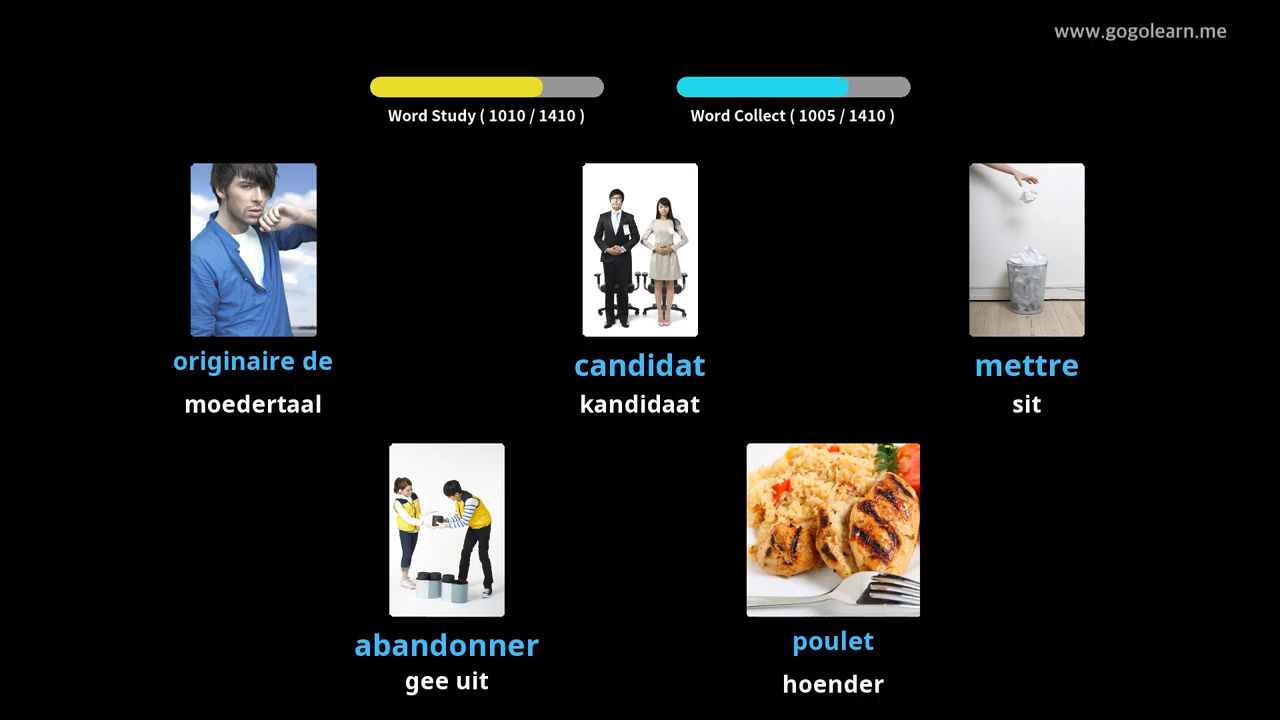 www.gogolearn.me
Word Study ( 1010 / 1410 )
Word Collect ( 1005 / 1410 )
originaire de
candidat
mettre
moedertaal
kandidaat
sit
abandonner
poulet
gee uit
hoender